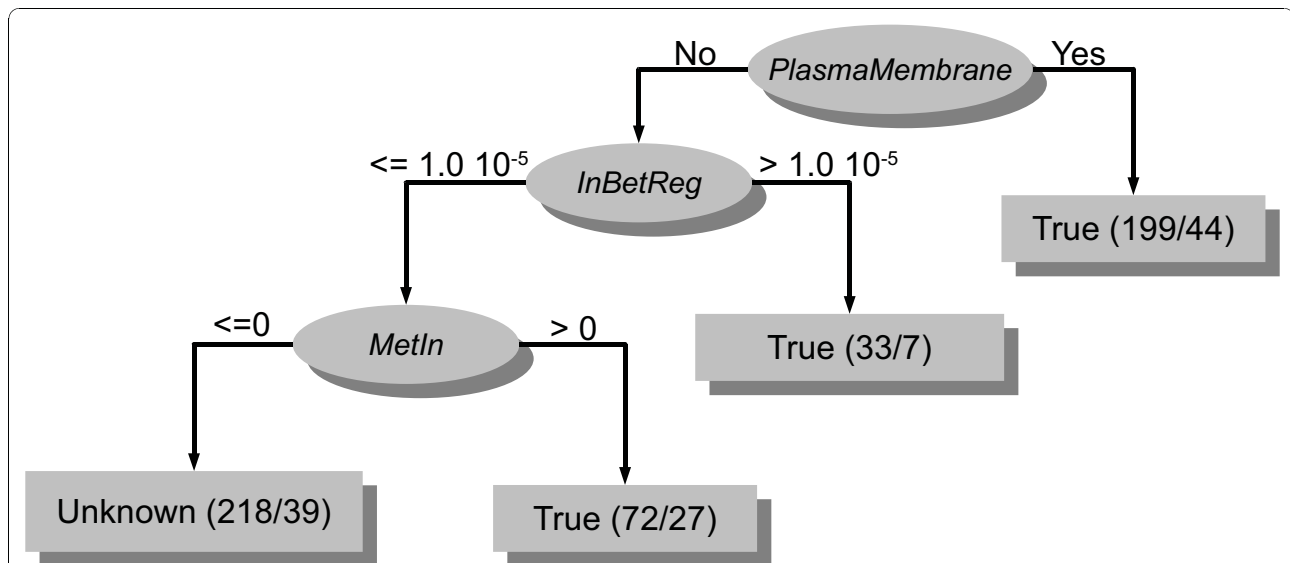 No
PlasmaMembrane
Yes
<= 1.0 10⁻⁵
InBetReg
> 1.0 10⁻⁵
True (199/44)
<=0
MetIn
> 0
True (33/7)
Unknown (218/39)
True (72/27)